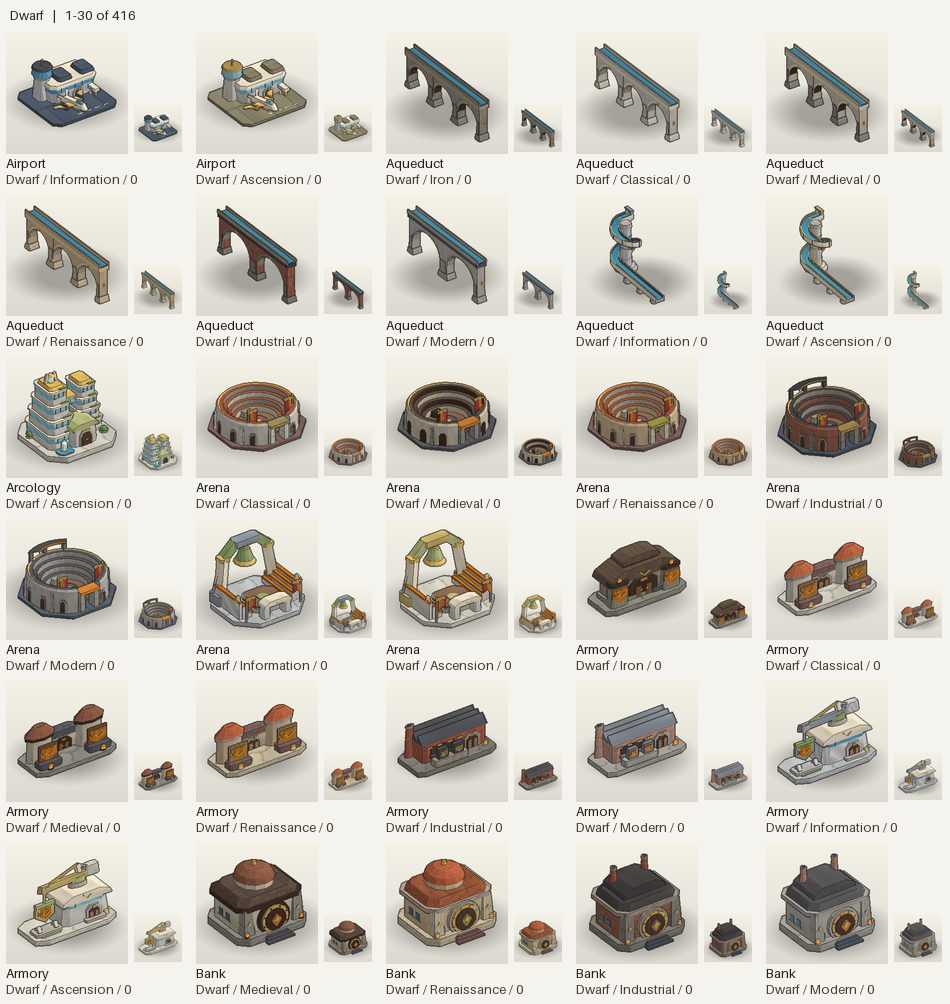 Dwarf | 1-30 of 416
Airport
Dwarf / Information / 0
Airport
Dwarf / Ascension / 0
Aqueduct
Dwarf / Iron / 0
Aqueduct
Dwarf / Classical / 0
Aqueduct
Dwarf / Medieval / 0
Aqueduct
Dwarf / Renaissance / 0
Aqueduct
Dwarf / Industrial / 0
Aqueduct
Dwarf / Modern / 0
Aqueduct
Dwarf / Information / 0
Aqueduct
Dwarf / Ascension / 0
Arcology
Dwarf / Ascension / 0
Arena
Dwarf / Classical / 0
Arena
Dwarf / Medieval / 0
Arena
Dwarf / Renaissance / 0
Arena
Dwarf / Industrial / 0
Arena
Dwarf / Modern / 0
Arena
Dwarf / Information / 0
Arena
Dwarf / Ascension / 0
Armory
Dwarf / Iron / 0
Armory
Dwarf / Classical / 0
Armory
Dwarf / Medieval / 0
Armory
Dwarf / Renaissance / 0
Armory
Dwarf / Industrial / 0
Armory
Dwarf / Modern / 0
Armory
Dwarf / Information / 0
Armory
Dwarf / Ascension / 0
Bank
Dwarf / Medieval / 0
Bank
Dwarf / Renaissance / 0
Bank
Dwarf / Industrial / 0
Bank
Dwarf / Modern / 0